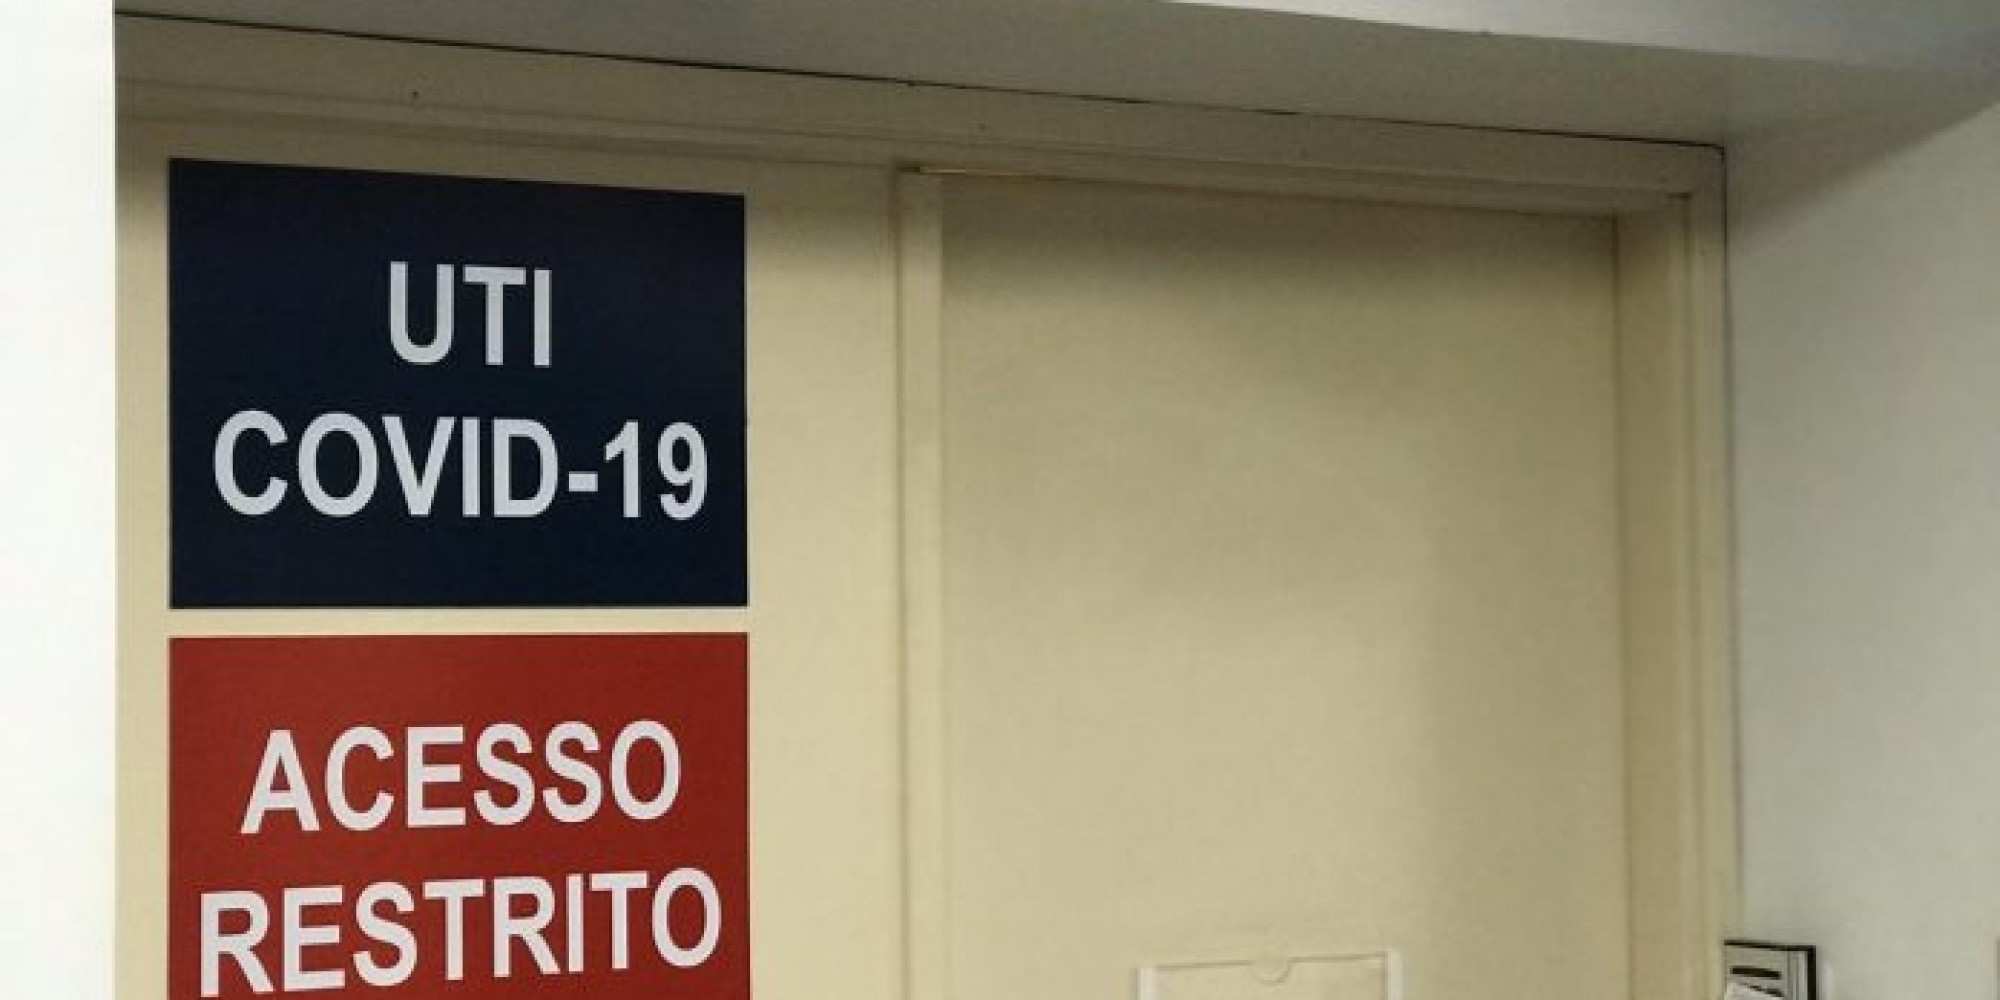 UTI
COVID-19
ACESSO
RESTRITO